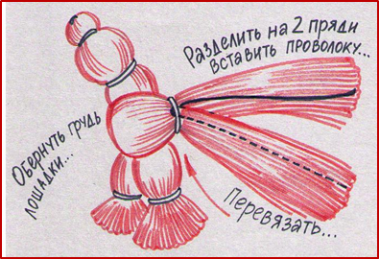 Разделить на 2 пряди
вставить проволоку...
Обернуть грудь
лошадки...
Перевязать...